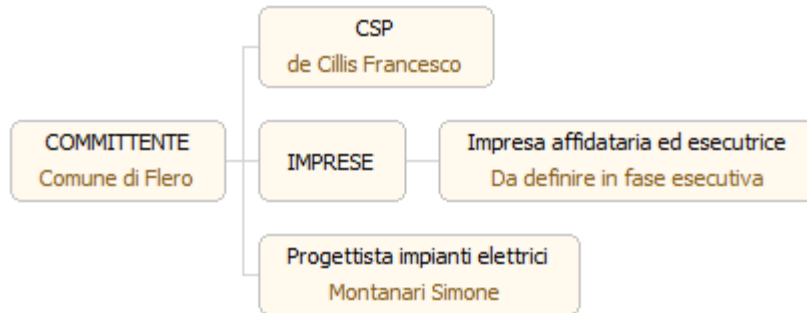 CSP
de Cillis Francesco
COMMITTENTE
Comune di Flero
IMPRESE
Impresa affidataria ed esecutrice
Da definire in fase esecutiva
Progettista impianti elettrici
Montanari Simone